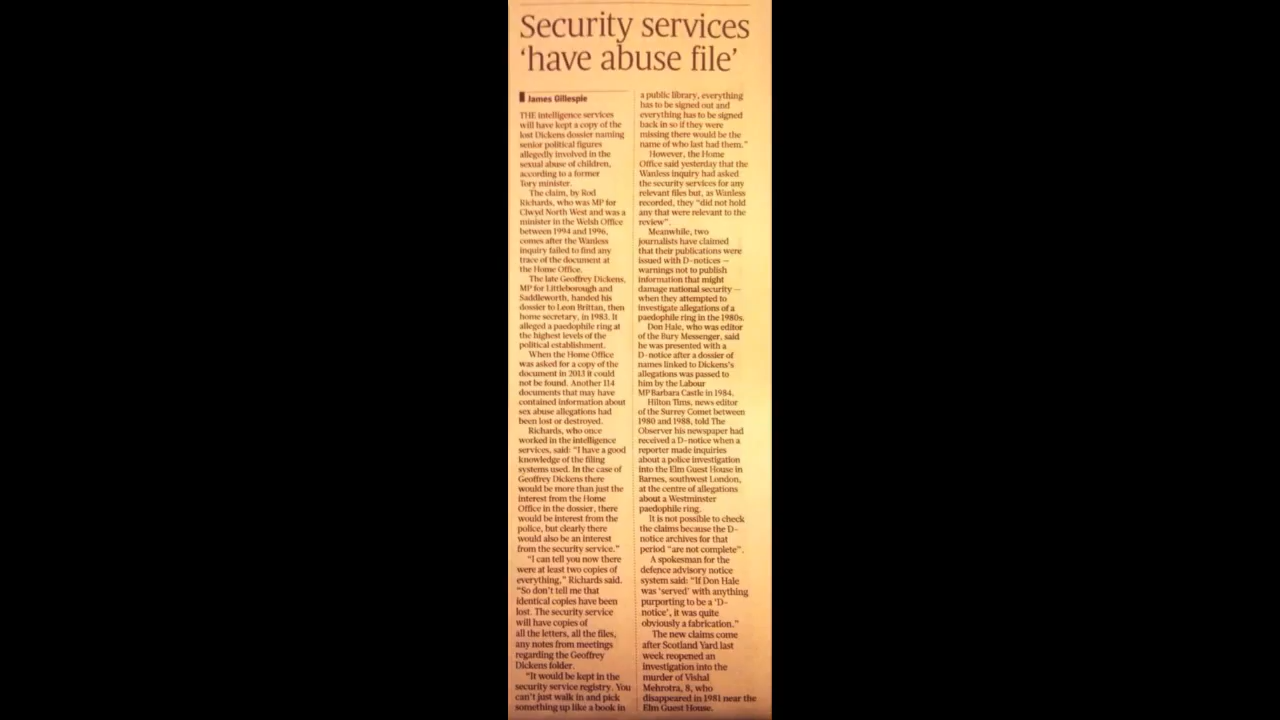 Security services
‘have abuse file’
James Gillespie
THE intelligence services
will have kept a copy of the
lost Dickens dossier naming
senior political figures
allegedly involved in the
sexual abuse of children,
according to a former
Tory minister.
The claim, by Rod
Richards, who was MP for
Clwyd North West and was a
minister in the Welsh Office
between 1994 and 1996,
comes after the Wanless
inquiry failed to find any
trace of the document at
the Home Office.
The late Geoffrey Dickens,
MP for Littleborough and
Saddleworth, handed his
dossier to Leon Brittan, then
home secretary, in 1983. It
alleged a paedophile ring at
the highest levels of the
political establishment.
When the Home Office
was asked for a copy of the
document in 2013 it could
not be found. Another 114
documents that may have
contained information about
sex abuse allegations had
been lost or destroyed.
Richards, who once
worked in the intelligence
services, said: “I have a good
knowledge of the filing
systems used. In the case of
Geoffrey Dickens there
would be more than just the
interest from the Home
Office in the dossier, there
would be interest from the
police, but clearly there
would also be an interest
from the security service.”
“I can tell you now there
were at least two copies of
everything,” Richards said.
“So don’t tell me that
identical copies have been
lost. The security service
will have copies of
all the letters, all the files,
any notes from meetings
regarding the Geoffrey
Dickens folder.
“It would be kept in the
security service registry. You
can’t just walk in and pick
something up like a book in
a public library, everything
has to be signed out and
everything has to be signed
back in so if they were
missing there would be the
name of who last had them.”
However, the Home
Office said yesterday that the
Wanless inquiry had asked
the security services for any
relevant files but, as Wanless
recorded, they “did not hold
any that were relevant to the
review”.
Meanwhile, two
journalists have claimed
that their publications were
issued with D-notices —
warnings not to publish
information that might
damage national security —
when they attempted to
investigate allegations of a
paedophile ring in the 1980s.
Don Hale, who was editor
of the Bury Messenger, said
he was presented with a
D-notice after a dossier of
names linked to Dickens’s
allegations was passed to
him by the Labour
MP Barbara Castle in 1984.
Hilton Tims, news editor
of the Surrey Comet between
1980 and 1988, told The
Observer his newspaper had
received a D-notice when a
reporter made inquiries
about a police investigation
into the Elm Guest House in
Barnes, southwest London,
at the centre of allegations
about a Westminster
paedophile ring.
It is not possible to check
the claims because the D-
notice archives for that
period “are not complete”.
A spokesman for the
defence advisory notice
system said: “If Don Hale
was ‘served’ with anything
purporting to be a ‘D-
notice’, it was quite
obviously a fabrication.”
The new claims come
after Scotland Yard last
week reopened an
investigation into the
murder of Vishal
Mehrotra, 8, who
disappeared in 1981 near the
Elm Guest House.